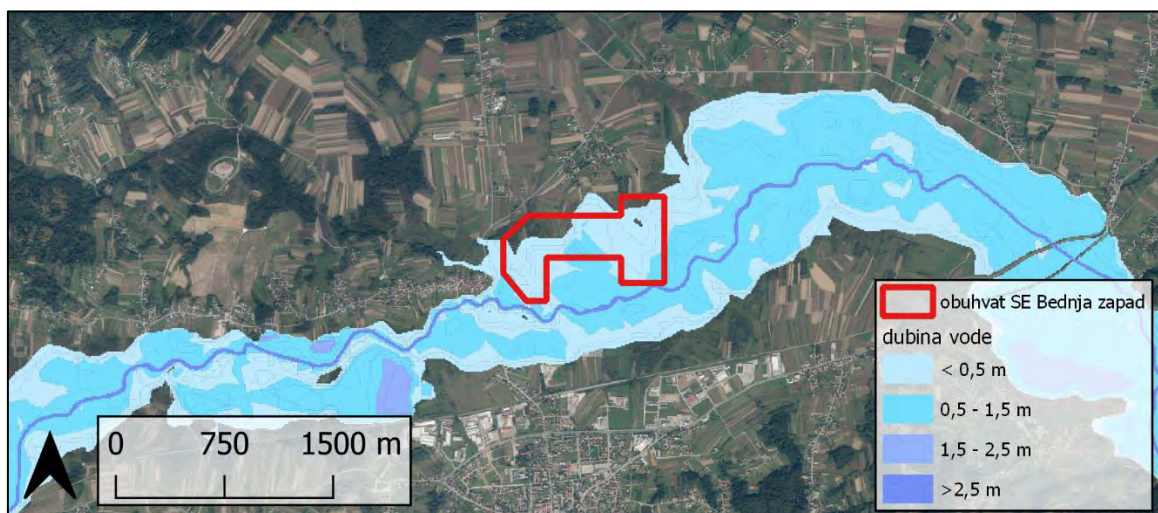 0 750 1500 m
obuhvat SE Bednja zapad
dubina vode
< 0,5 m
0,5 - 1,5 m
1,5 - 2,5 m
>2,5 m